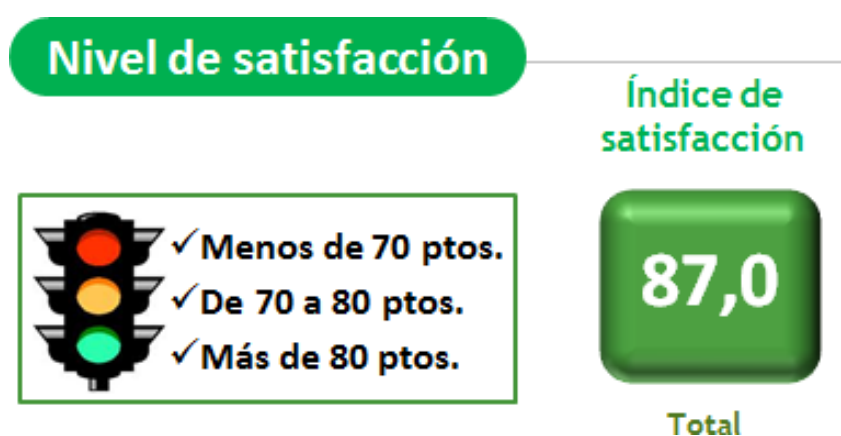 Nivel de satisfacción
Índice de
satisfacción
✓Menos de 70 ptos.
✓De 70 a 80 ptos.
✓Más de 80 ptos.
87,0
Total